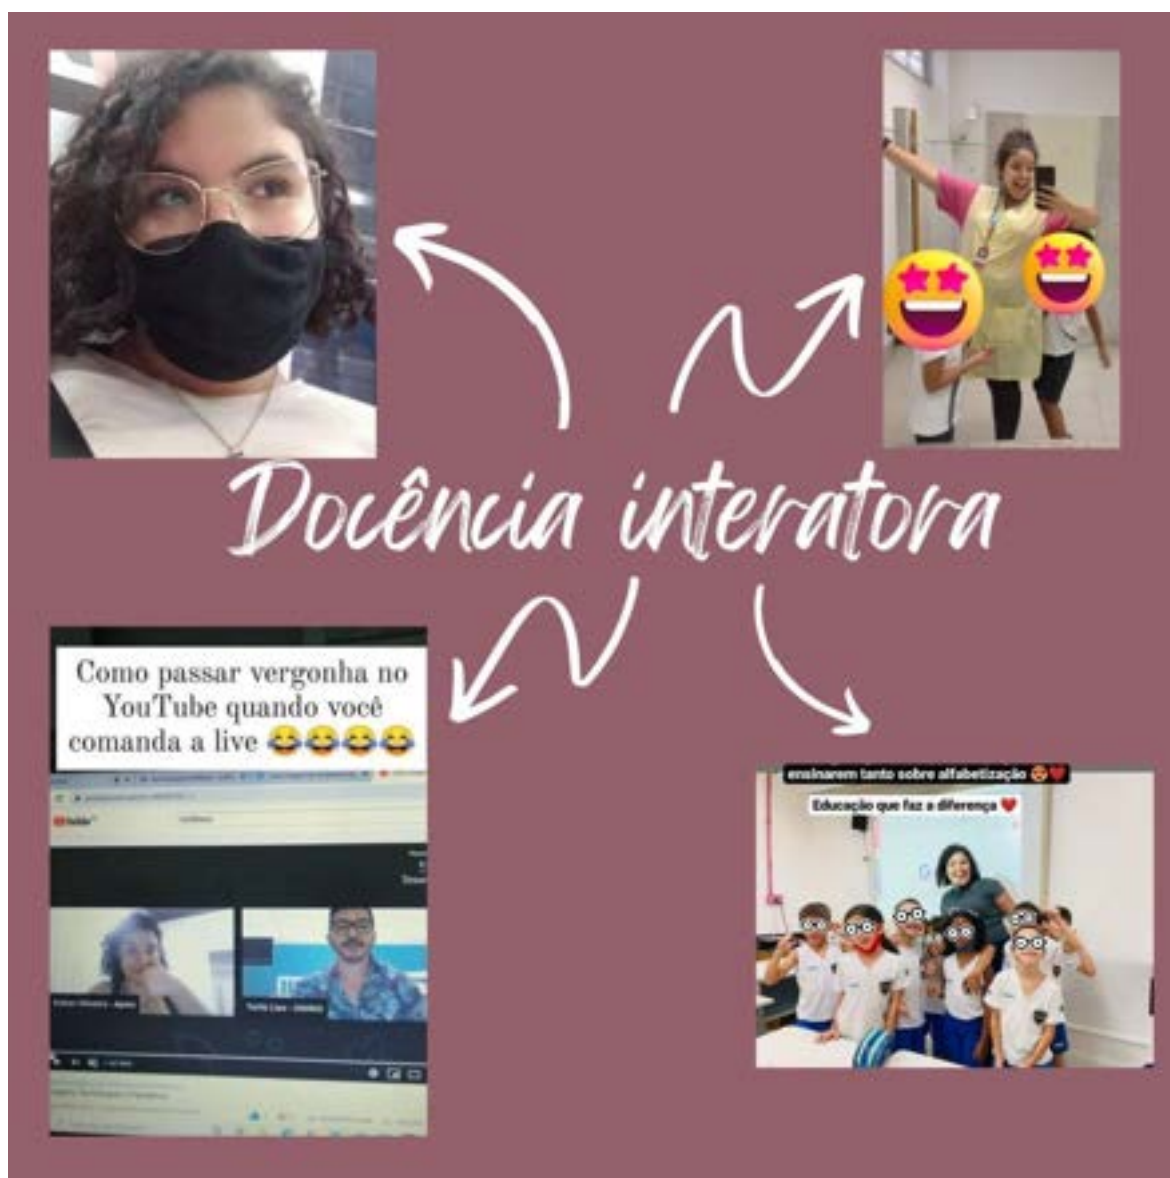 Docência interatora
Como passar vergonha no
YouTube quando você
comanda a live 😂😂😂😂
ensinarem tanto sobre alfabetização 😍❤️
Educação que faz a diferença ❤️